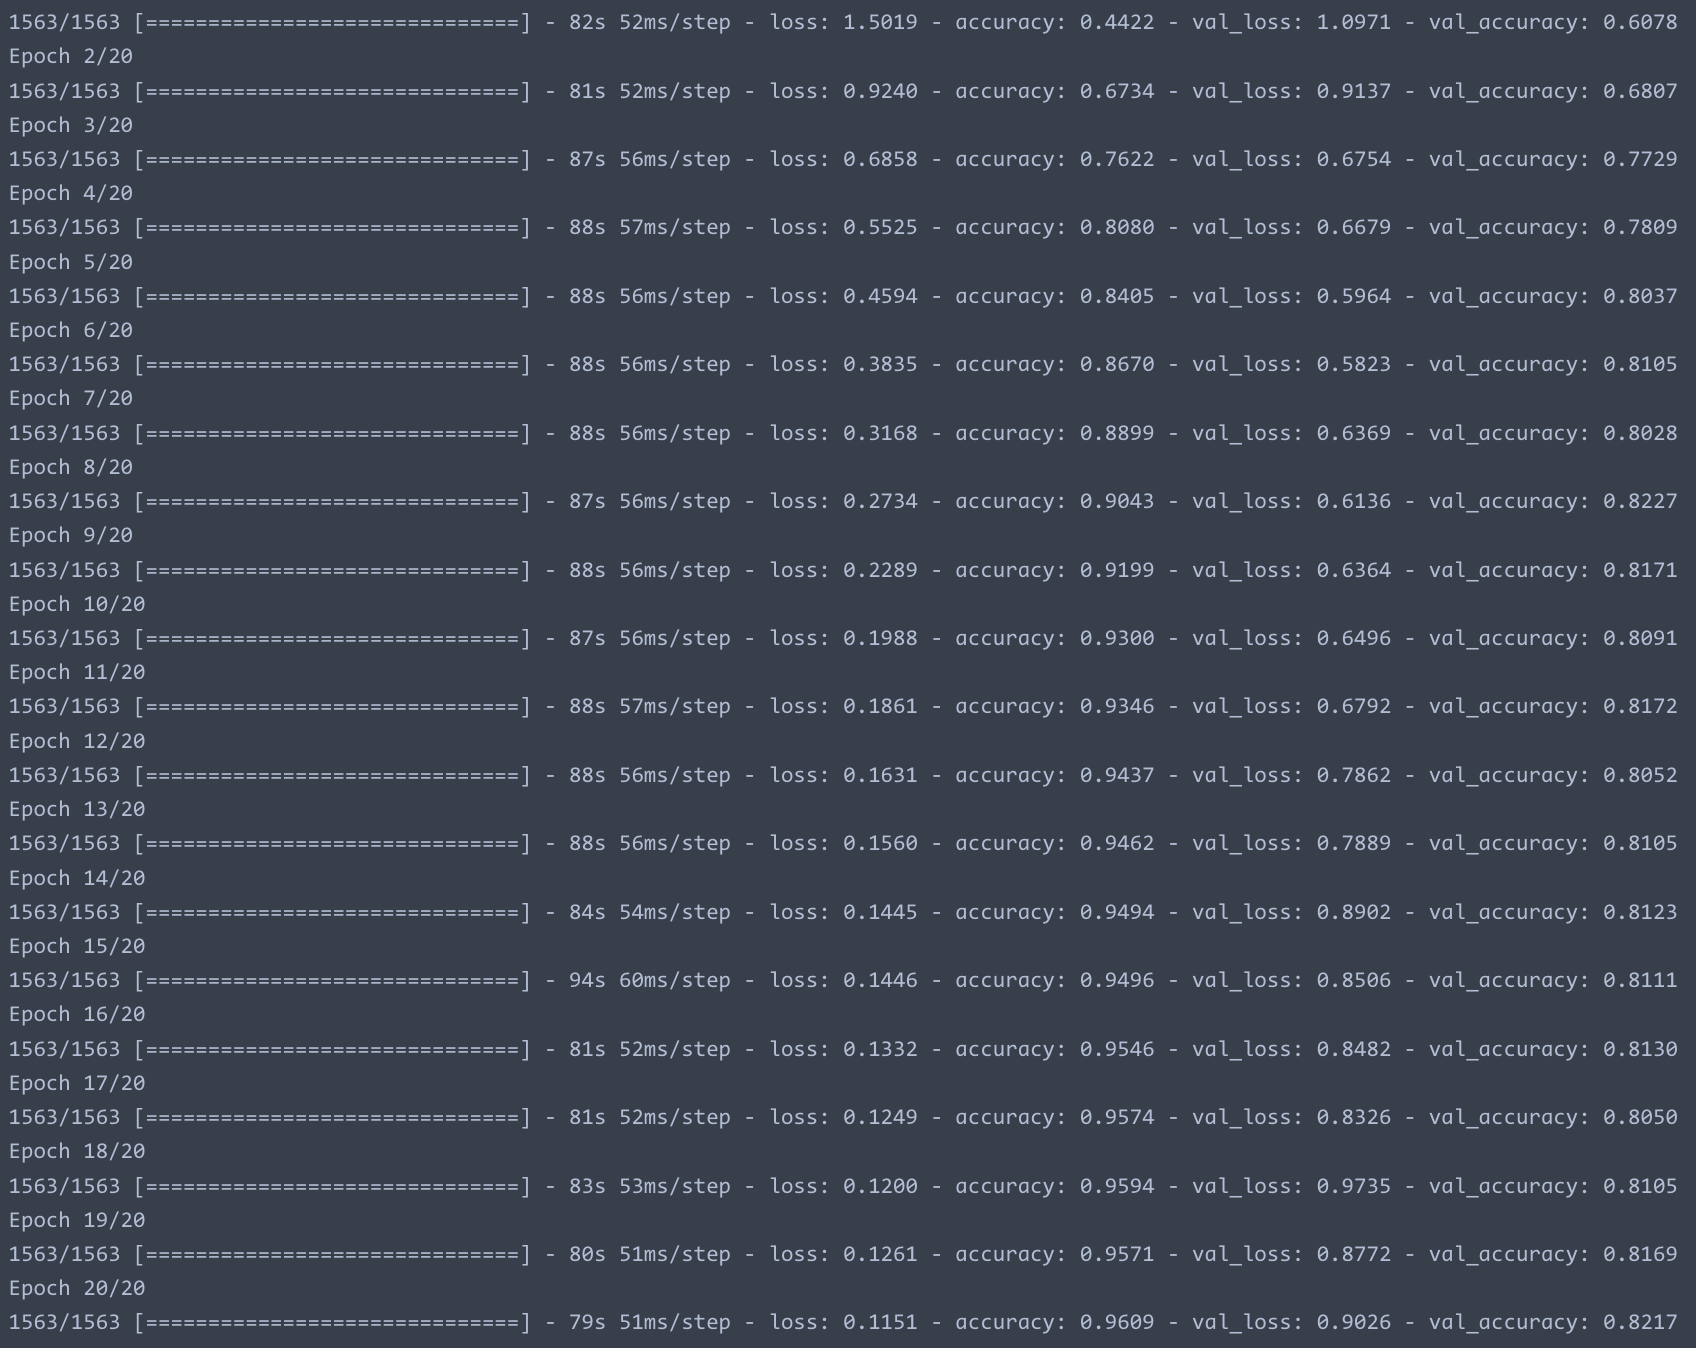 1563/1563 [==============================] - 82s 52ms/step - loss: 1.5019 - accuracy: 0.4422 - val_loss: 1.0971 - val_accuracy: 0.6078
Epoch 2/20
1563/1563 [==============================] - 81s 52ms/step - loss: 0.9240 - accuracy: 0.6734 - val_loss: 0.9137 - val_accuracy: 0.6807
Epoch 3/20
1563/1563 [==============================] - 87s 56ms/step - loss: 0.6858 - accuracy: 0.7622 - val_loss: 0.6754 - val_accuracy: 0.7729
Epoch 4/20
1563/1563 [==============================] - 88s 57ms/step - loss: 0.5525 - accuracy: 0.8080 - val_loss: 0.6679 - val_accuracy: 0.7809
Epoch 5/20
1563/1563 [==============================] - 88s 56ms/step - loss: 0.4594 - accuracy: 0.8405 - val_loss: 0.5964 - val_accuracy: 0.8037
Epoch 6/20
1563/1563 [==============================] - 88s 56ms/step - loss: 0.3835 - accuracy: 0.8670 - val_loss: 0.5823 - val_accuracy: 0.8105
Epoch 7/20
1563/1563 [==============================] - 88s 56ms/step - loss: 0.3168 - accuracy: 0.8899 - val_loss: 0.6369 - val_accuracy: 0.8028
Epoch 8/20
1563/1563 [==============================] - 87s 56ms/step - loss: 0.2734 - accuracy: 0.9043 - val_loss: 0.6136 - val_accuracy: 0.8227
Epoch 9/20
1563/1563 [==============================] - 88s 56ms/step - loss: 0.2289 - accuracy: 0.9199 - val_loss: 0.6364 - val_accuracy: 0.8171
Epoch 10/20
1563/1563 [==============================] - 87s 56ms/step - loss: 0.1988 - accuracy: 0.9300 - val_loss: 0.6496 - val_accuracy: 0.8091
Epoch 11/20
1563/1563 [==============================] - 88s 57ms/step - loss: 0.1861 - accuracy: 0.9346 - val_loss: 0.6792 - val_accuracy: 0.8172
Epoch 12/20
1563/1563 [==============================] - 88s 56ms/step - loss: 0.1631 - accuracy: 0.9437 - val_loss: 0.7862 - val_accuracy: 0.8052
Epoch 13/20
1563/1563 [==============================] - 88s 56ms/step - loss: 0.1560 - accuracy: 0.9462 - val_loss: 0.7889 - val_accuracy: 0.8105
Epoch 14/20
1563/1563 [==============================] - 84s 54ms/step - loss: 0.1445 - accuracy: 0.9494 - val_loss: 0.8902 - val_accuracy: 0.8123
Epoch 15/20
1563/1563 [==============================] - 94s 60ms/step - loss: 0.1446 - accuracy: 0.9496 - val_loss: 0.8506 - val_accuracy: 0.8111
Epoch 16/20
1563/1563 [==============================] - 81s 52ms/step - loss: 0.1332 - accuracy: 0.9546 - val_loss: 0.8482 - val_accuracy: 0.8130
Epoch 17/20
1563/1563 [==============================] - 81s 52ms/step - loss: 0.1249 - accuracy: 0.9574 - val_loss: 0.8326 - val_accuracy: 0.8050
Epoch 18/20
1563/1563 [==============================] - 83s 53ms/step - loss: 0.1200 - accuracy: 0.9594 - val_loss: 0.9735 - val_accuracy: 0.8105
Epoch 19/20
1563/1563 [==============================] - 80s 51ms/step - loss: 0.1261 - accuracy: 0.9571 - val_loss: 0.8772 - val_accuracy: 0.8169
Epoch 20/20
1563/1563 [==============================] - 79s 51ms/step - loss: 0.1151 - accuracy: 0.9609 - val_loss: 0.9026 - val_accuracy: 0.8217